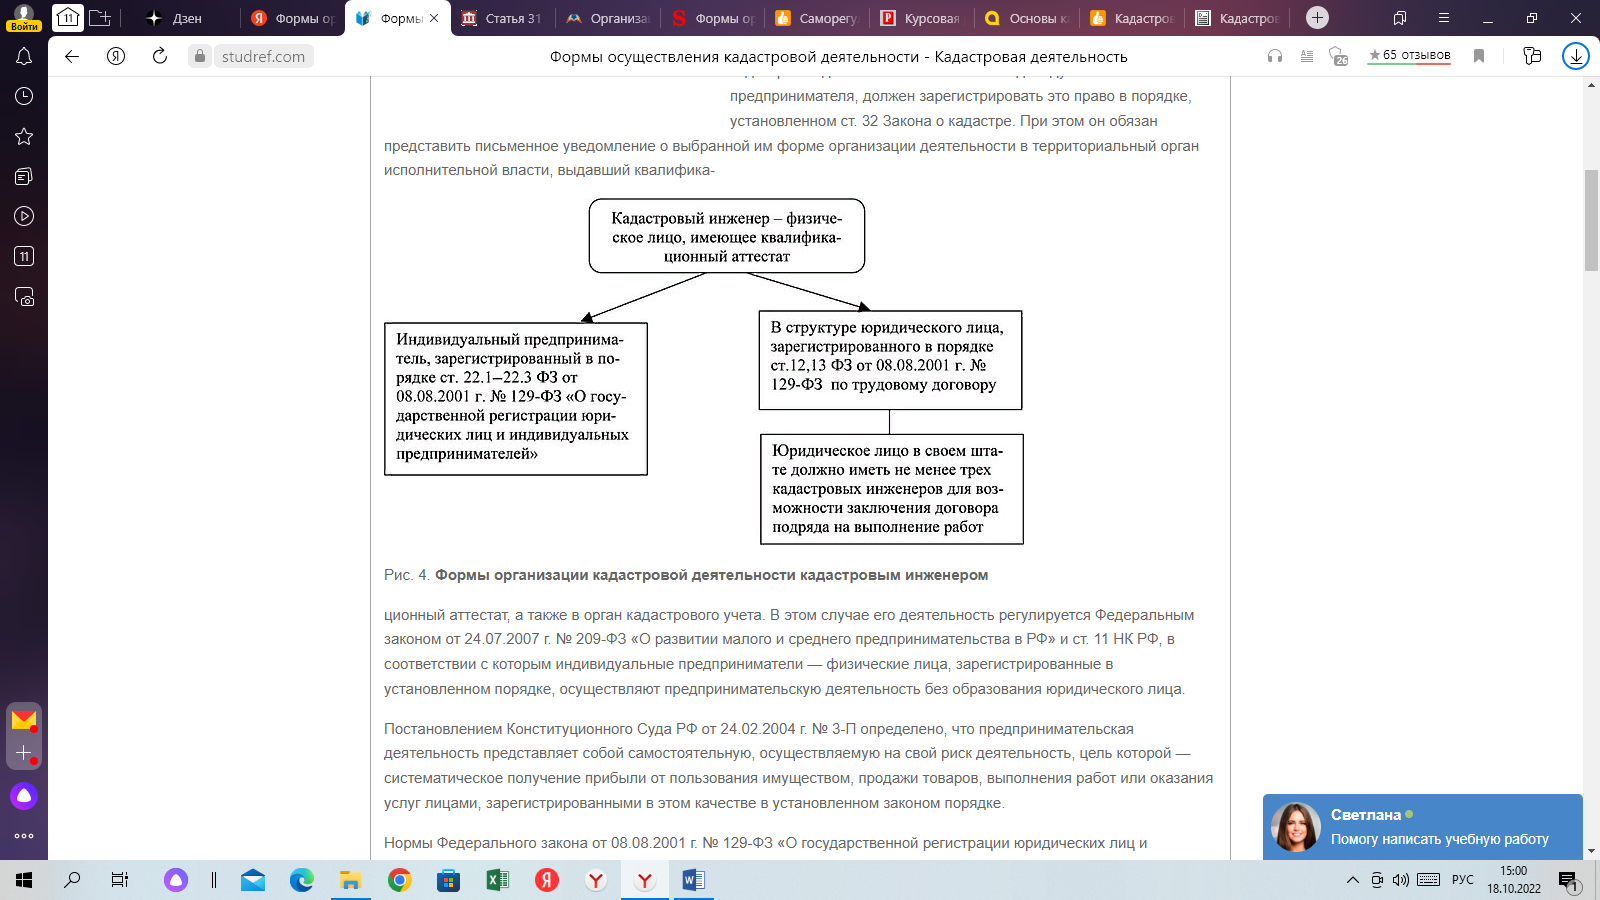 Войти
11
Дзен
Формы ор
Формы
Статья 31
Организа
Формы ор
Саморегу
Курсовая
Основы ка
Кадастров
Кадастров
studref.com
Формы осуществления кадастровой деятельности - Кадастровая деятельность
26
65 отзывов
11
предпринимателя, должен зарегистрировать это право в порядке,
установленном ст. 32 Закона о кадастре. При этом он обязан
представить письменное уведомление о выбранной им форме организации деятельности в территориальный орган
исполнительной власти, выдавший квалифика-
Кадастровый инженер – физиче-
ское лицо, имеющее квалифика-
ционный аттестат
Индивидуальный предпринима-
тель, зарегистрированный в по-
рядке ст. 22.1–22.3 ФЗ от
08.08.2001 г. № 129-ФЗ «О госу-
дарственной регистрации юри-
дических лиц и индивидуальных
предпринимателей»
В структуре юридического лица,
зарегистрированного в порядке
ст.12,13 ФЗ от 08.08.2001 г. №
129-ФЗ по трудовому договору
Юридическое лицо в своем шта-
те должно иметь не менее трех
кадастровых инженеров для воз-
можности заключения договора
подряда на выполнение работ
Рис. 4. Формы организации кадастровой деятельности кадастровым инженером
ционный аттестат, а также в орган кадастрового учета. В этом случае его деятельность регулируется Федеральным
законом от 24.07.2007 г. № 209-ФЗ «О развитии малого и среднего предпринимательства в РФ» и ст. 11 НК РФ, в
соответствии с которым индивидуальные предприниматели — физические лица, зарегистрированные в
установленном порядке, осуществляют предпринимательскую деятельность без образования юридического лица.
Постановлением Конституционного Суда РФ от 24.02.2004 г. № 3-П определено, что предпринимательская
деятельность представляет собой самостоятельную, осуществляемую на свой риск деятельность, цель которой —
систематическое получение прибыли от пользования имуществом, продажи товаров, выполнения работ или оказания
услуг лицами, зарегистрированными в этом качестве в установленном законом порядке.
Нормы Федерального закона от 08.08.2001 г. № 129-ФЗ «О государственной регистрации юридических лиц и
Светлана
Помогу написать учебную работу
РУС
15:00
18.10.2022
1